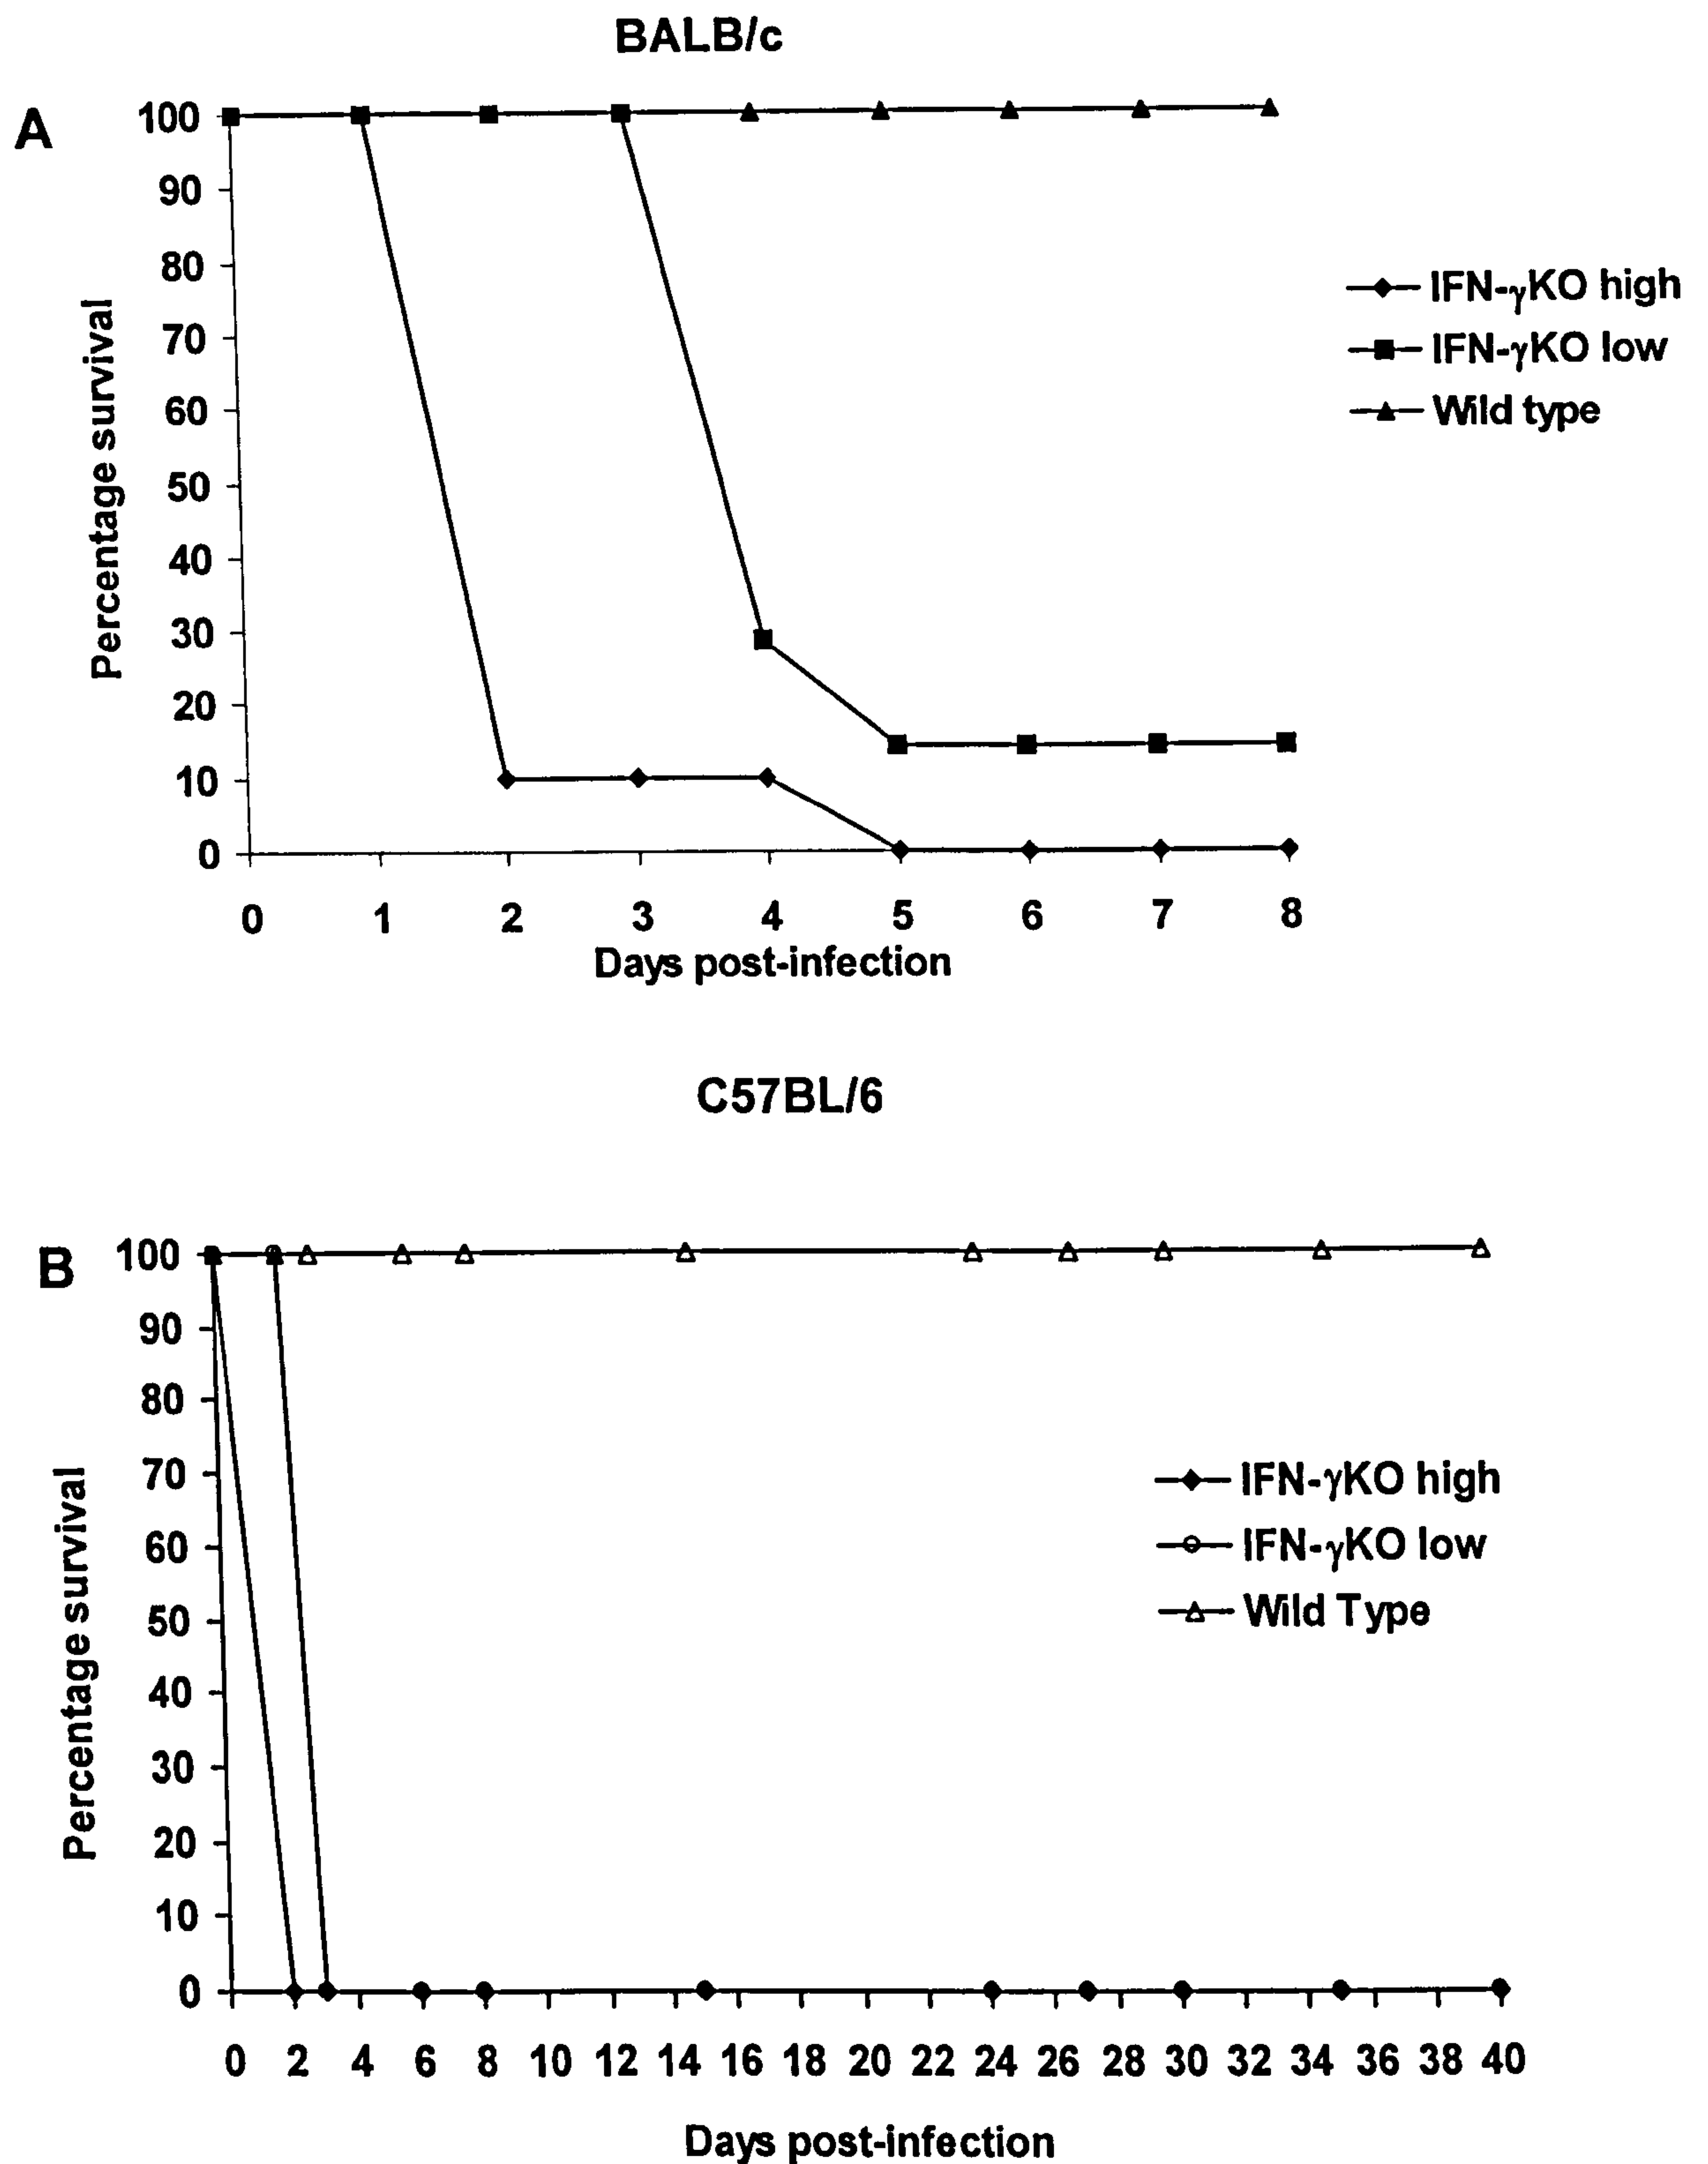 BALB/c
A
100
90
80
70
60
50
40
30
20
10
0
Percentage survival
IFN-γKO high
IFN-γKO low
Wild type
0 1 2 3 4 5 6 7 8
Days post-infection
C57BL/6
B
100
90
80
70
60
50
40
30
20
10
0
Percentage survival
IFN-γKO high
IFN-γKO low
Wild Type
0 2 4 6 8 10 12 14 16 18 20 22 24 26 28 30 32 34 36 38 40
Days post-infection